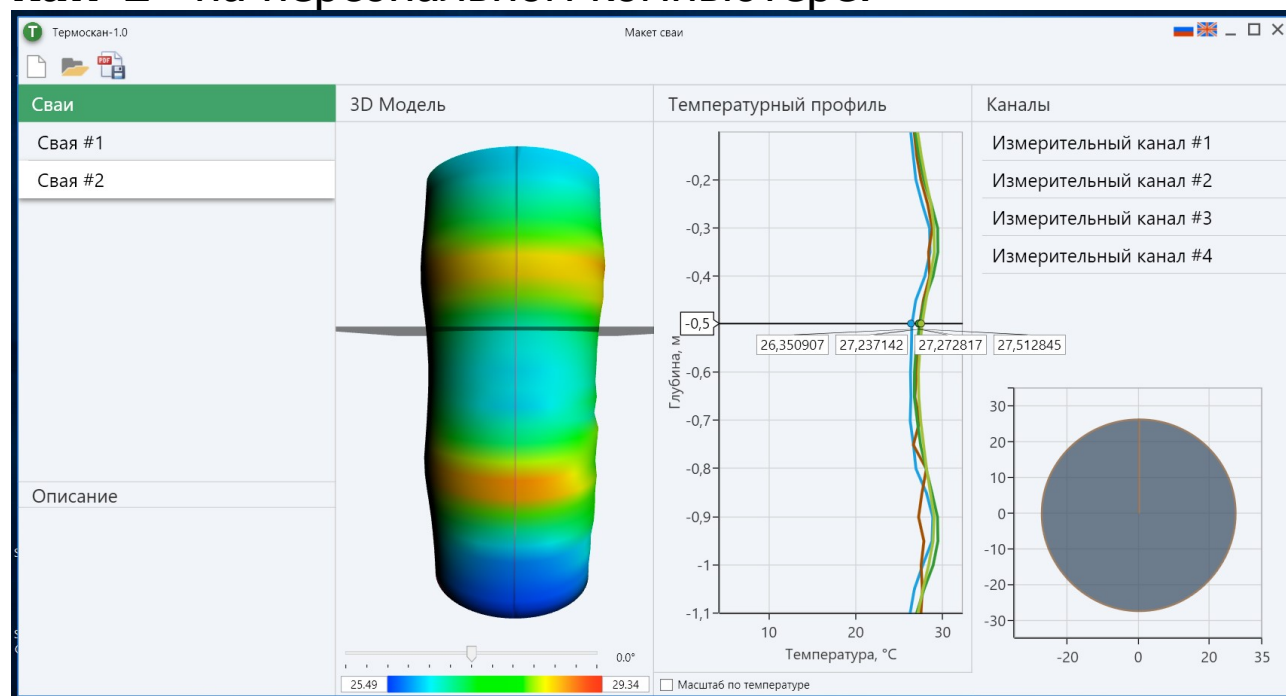 на персональном компьютере.
Термоскан-1.0
Макет сваи
PDF
Сваи
3D Модель
Температурный профиль
Каналы
Свая #1
Свая #2
Измерительный канал #1
Измерительный канал #2
Измерительный канал #3
Измерительный канал #4
-0,2
-0,3
-0,4
-0,5
-0,6
-0,7
-0,8
-0,9
-1
-1,1
Глубина, м
26,350907
27,237142
27,272817
27,512845
10 20 30
Температура, °C
30
20
10
0
-10
-20
-30
-20 0 20 35
Описание
0.0°
25.49
29.34
Масштаб по температуре